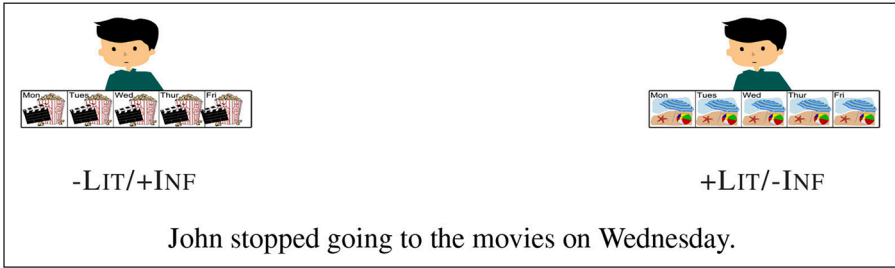 Mon Tues Wed Thur Fri
Mon Tues Wed Thur Fri
-LIT/+INF
+LIT/-INF
John stopped going to the movies on Wednesday.